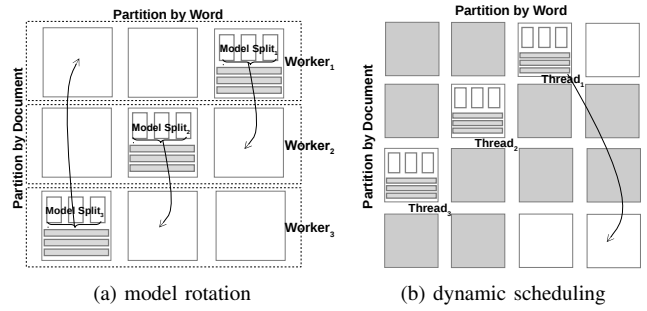 Partition by Word
Partition by Document
Model Split1
Worker1
Model Split2
Worker2
Model Split3
Worker3
(a) model rotation
Partition by Word
Partition by Document
Thread1
Thread2
Thread3
(b) dynamic scheduling